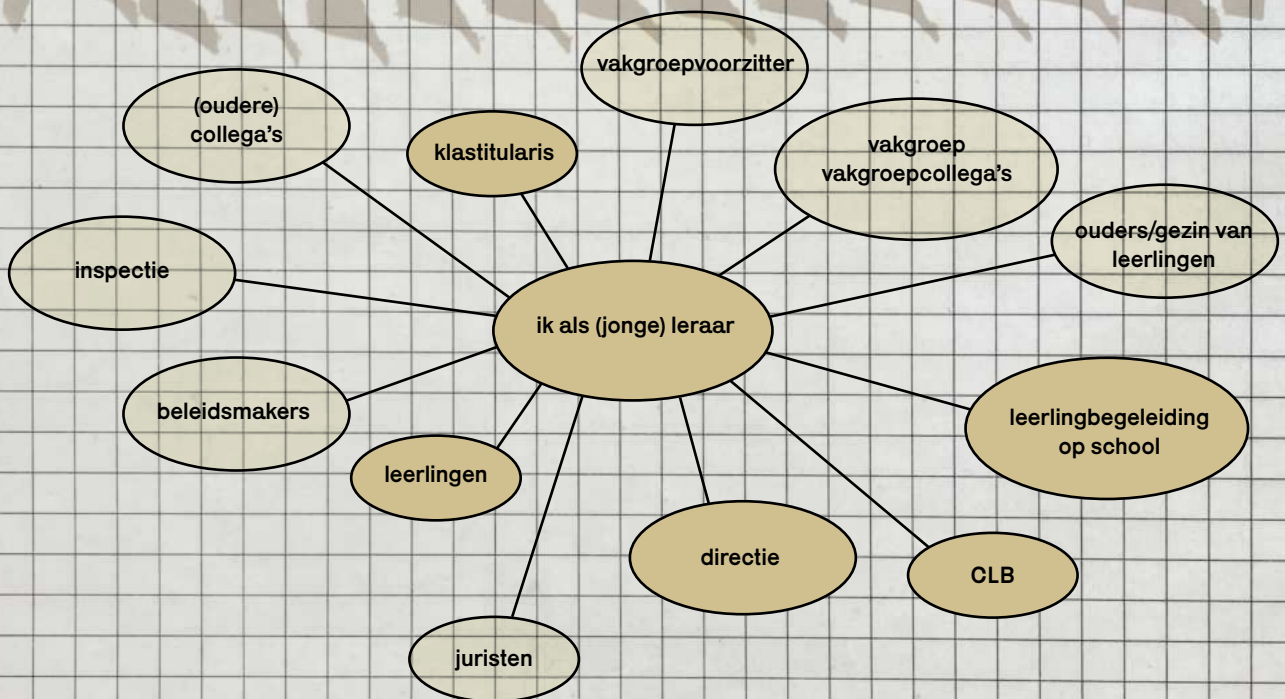 vakgroepvoorzitter
(oudere)
collega's
klastitularis
vakgroep
vakgroepcollega's
ouders/gezin van
leerlingen
inspectie
ik als (jonge) leraar
beleidsmakers
leerlingbegeleiding
op school
leerlingen
directie
CLB
juristen